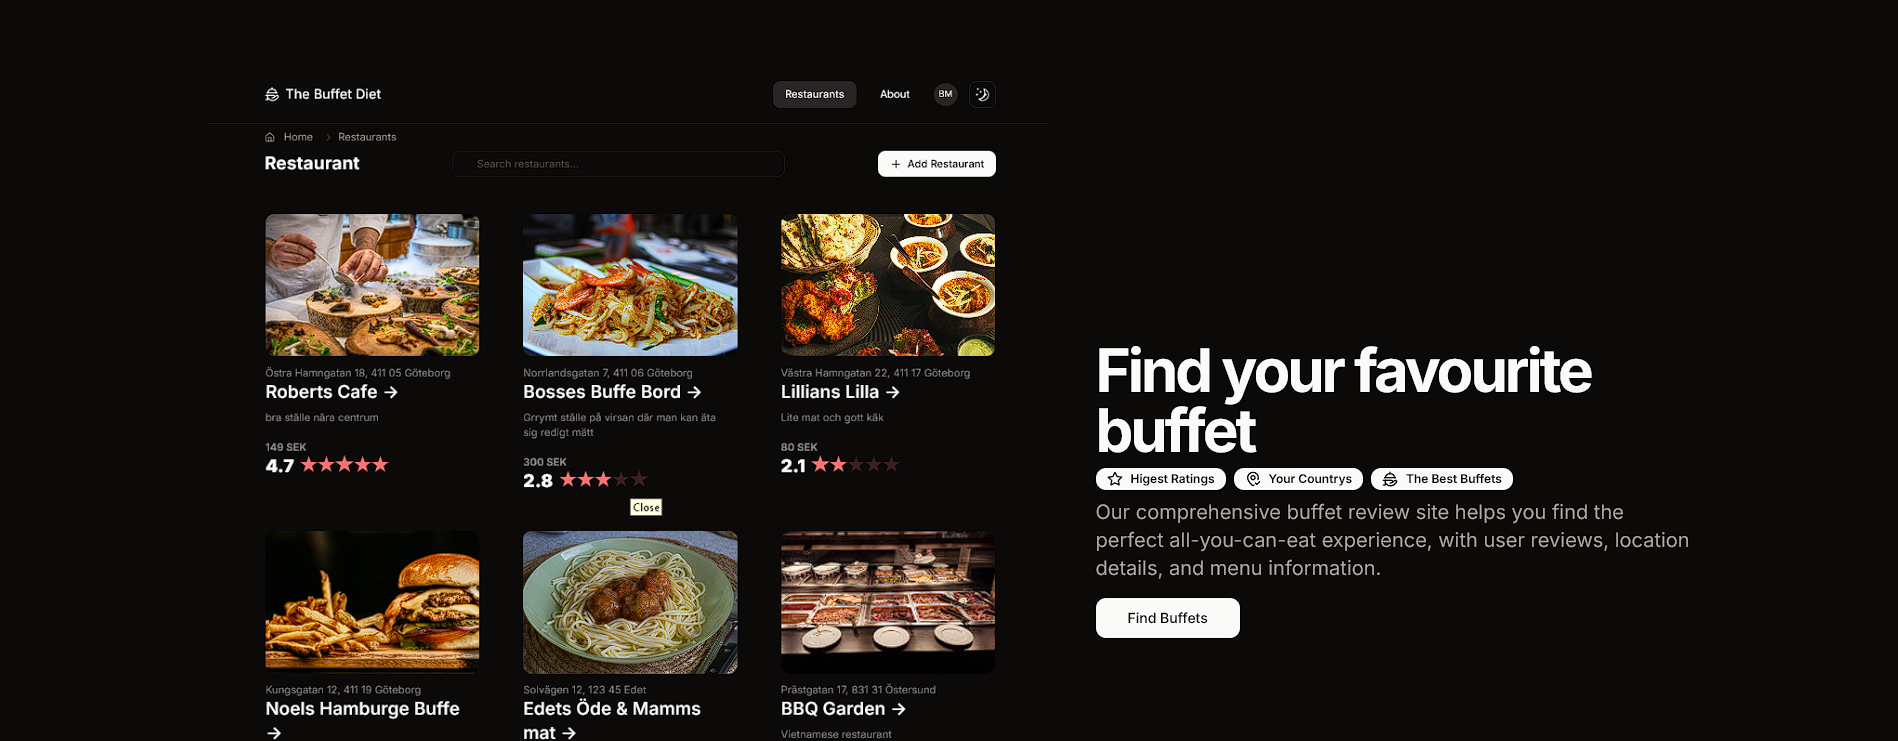 The Buffet Diet
Restaurants
About
BM
Home > Restaurants
Restaurant
Search restaurants...
+ Add Restaurant
Östra Hamngatan 18, 411 05 Göteborg
Roberts Cafe →
bra ställe nära centrum
149 SEK
4.7
Norrlandsgatan 7, 411 06 Göteborg
Bosses Buffe Bord →
Grrymt ställe på virsan där man kan äta
sig redigt mätt
300 SEK
2.8
Close
Västra Hamngatan 22, 411 17 Göteborg
Lillians Lilla →
Lite mat och gott käk
80 SEK
2.1
Kungsgatan 12, 411 19 Göteborg
Noels Hamburge Buffe
→
Solvägen 12, 123 45 Edet
Edets Öde & Mamms
mat →
Prästgatan 17, 831 31 Östersund
BBQ Garden →
Vietnamese restaurant
Find your favourite
buffet
Higest Ratings
Your Countrys
The Best Buffets
Our comprehensive buffet review site helps you find the
perfect all-you-can-eat experience, with user reviews, location
details, and menu information.
Find Buffets